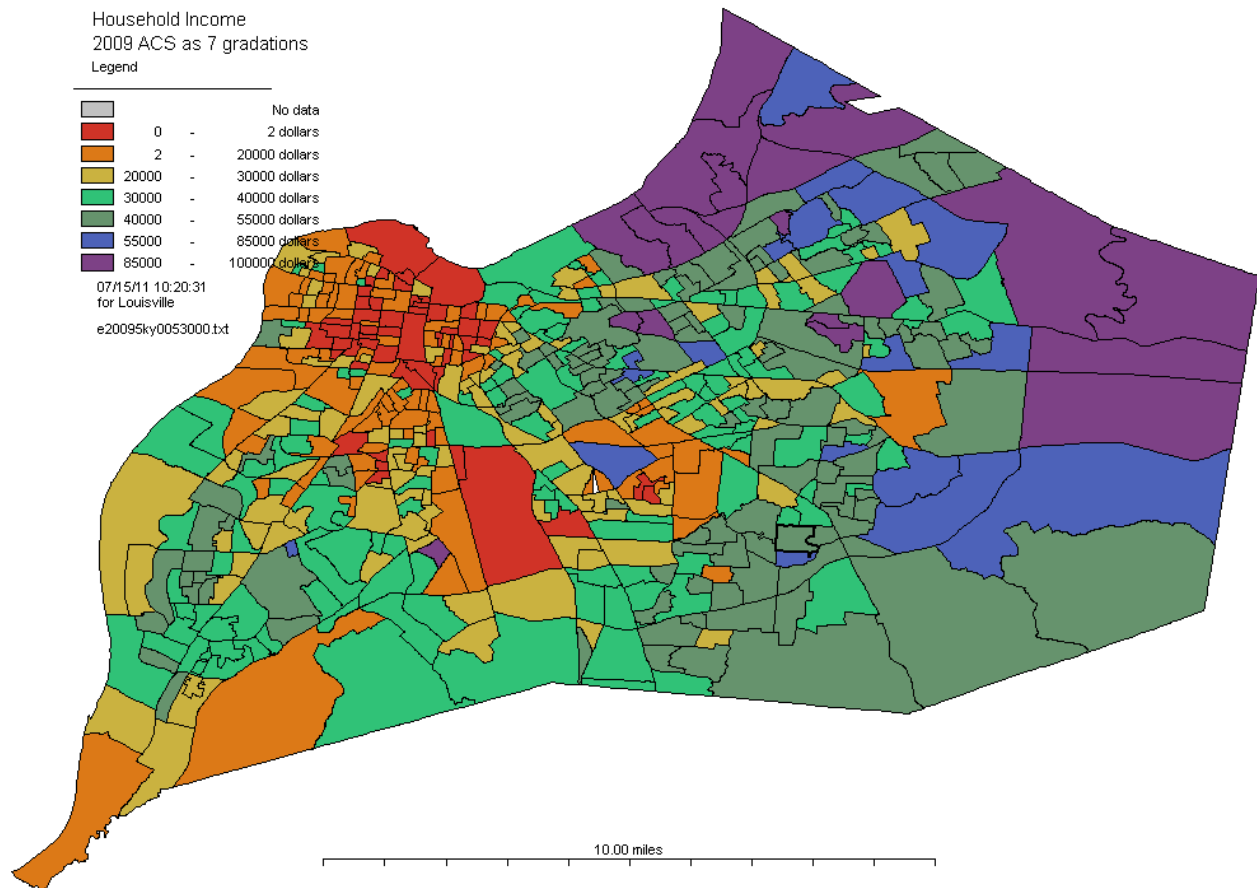 Household Income
2009 ACS as 7 gradations
Legend
No data
0 - 2 dollars
2 - 20000 dollars
20000 - 30000 dollars
30000 - 40000 dollars
40000 - 55000 dollars
55000 - 85000 dollars
85000 - 100000 dollars
07/15/11 10:20:31
for Louisville
e20095ky0053000.txt
10.00 miles